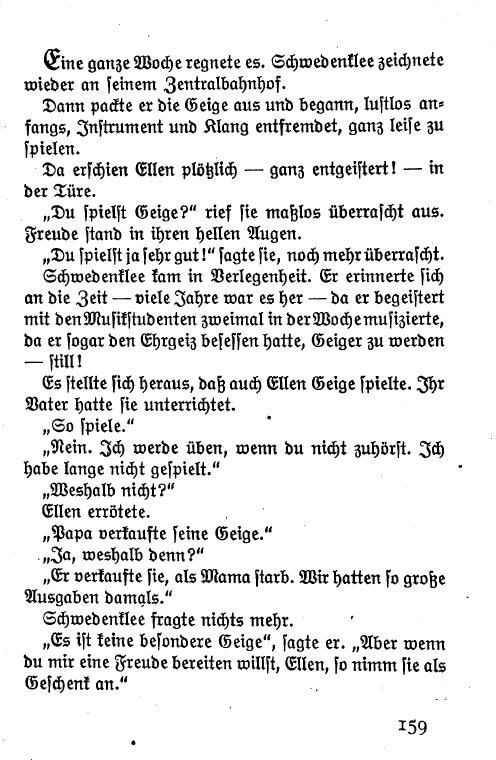 Eine ganze Woche regnete es. Schwedenklee zeichnete
wieder an seinem Zentralbahnhof.
Dann packte er die Geige aus und begann, lustlos an-
fangs, Instrument und Klang entfremdet, ganz leise zu
spielen.
Da erschien Ellen plötzlich — ganz entgeistert! — in
der Türe.
„Du spielst Geige?“ rief sie maßlos überrascht aus.
Freude stand in ihren hellen Augen.
„Du spielst ja sehr gut!“ sagte sie, noch mehr überrascht.
Schwedenklee kam in Verlegenheit. Er erinnerte sich
an die Zeit — viele Jahre war es her — da er begeistert
mit den Musikstudenten zweimal in der Woche musizierte,
da er sogar den Ehrgeiz besessen hatte, Geiger zu werden
— still!
Es stellte sich heraus, daß auch Ellen Geige spielte. Ihr
Vater hatte sie unterrichtet.
„So spiele.“
„Nein. Ich werde üben, wenn du nicht zuhörst. Ich
habe lange nicht gespielt.“
„Weshalb nicht?“
Ellen errötete.
„Papa verkaufte seine Geige.“
„Ja, weshalb denn?“
„Er verkaufte sie, als Mama starb. Wir hatten so große
Ausgaben damals.“
Schwedenklee fragte nichts mehr.
„Es ist keine besondere Geige“, sagte er. „Aber wenn
du mir eine Freude bereiten willst, Ellen, so nimm sie als
Geschenk an.“
159